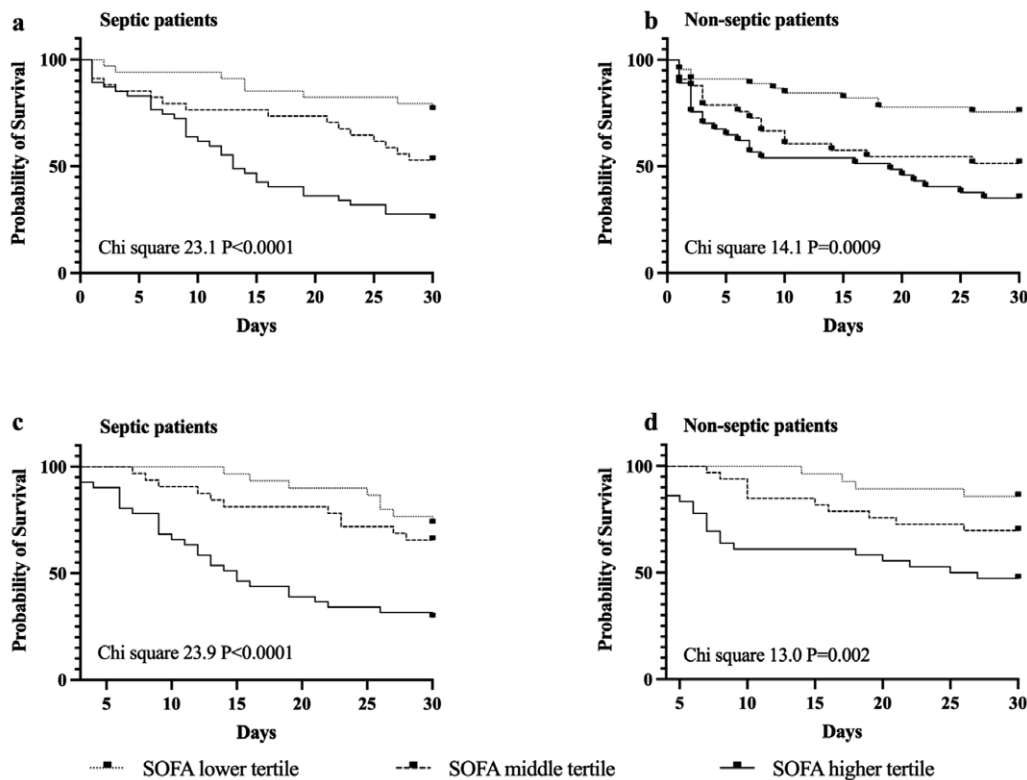 a Septic patients
Probability of Survival
100
50
0
Chi square 23.1 P<0.0001
0 5 10 15 20 25 30
Days
b Non-septic patients
Probability of Survival
100
50
0
Chi square 14.1 P=0.0009
0 5 10 15 20 25 30
Days
c Septic patients
Probability of Survival
100
50
0
Chi square 23.9 P<0.0001
5 10 15 20 25 30
Days
d Non-septic patients
Probability of Survival
100
50
0
Chi square 13.0 P=0.002
5 10 15 20 25 30
Days
SOFA lower tertile SOFA middle tertile SOFA higher tertile